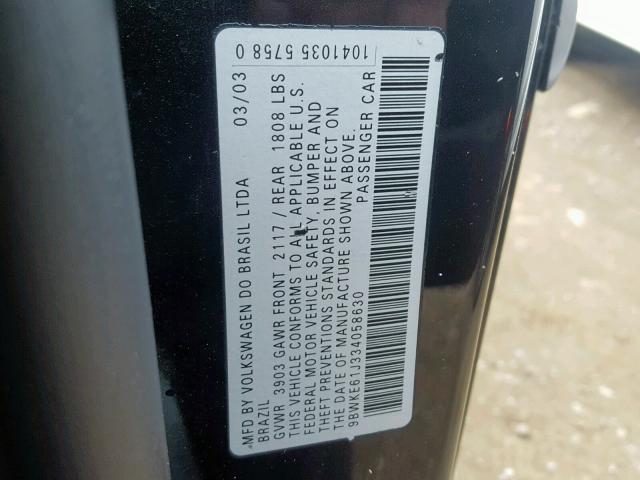 MFD BY VOLKSWAGEN DO BRASIL LTDA 03/03
BRAZIL
GVWR 3903 GAWR FRONT 2117 / REAR 1808 LBS
THIS VEHICLE CONFORMS TO ALL APPLICABLE U.S.
FEDERAL MOTOR VEHICLE SAFETY, BUMPER AND
THEFT PREVENTIONS STANDARDS IN EFFECT ON
THE DATE OF MANUFACTURE SHOWN ABOVE.
9BWKE61J334058630 PASSENGER CAR
1041035 5758 0